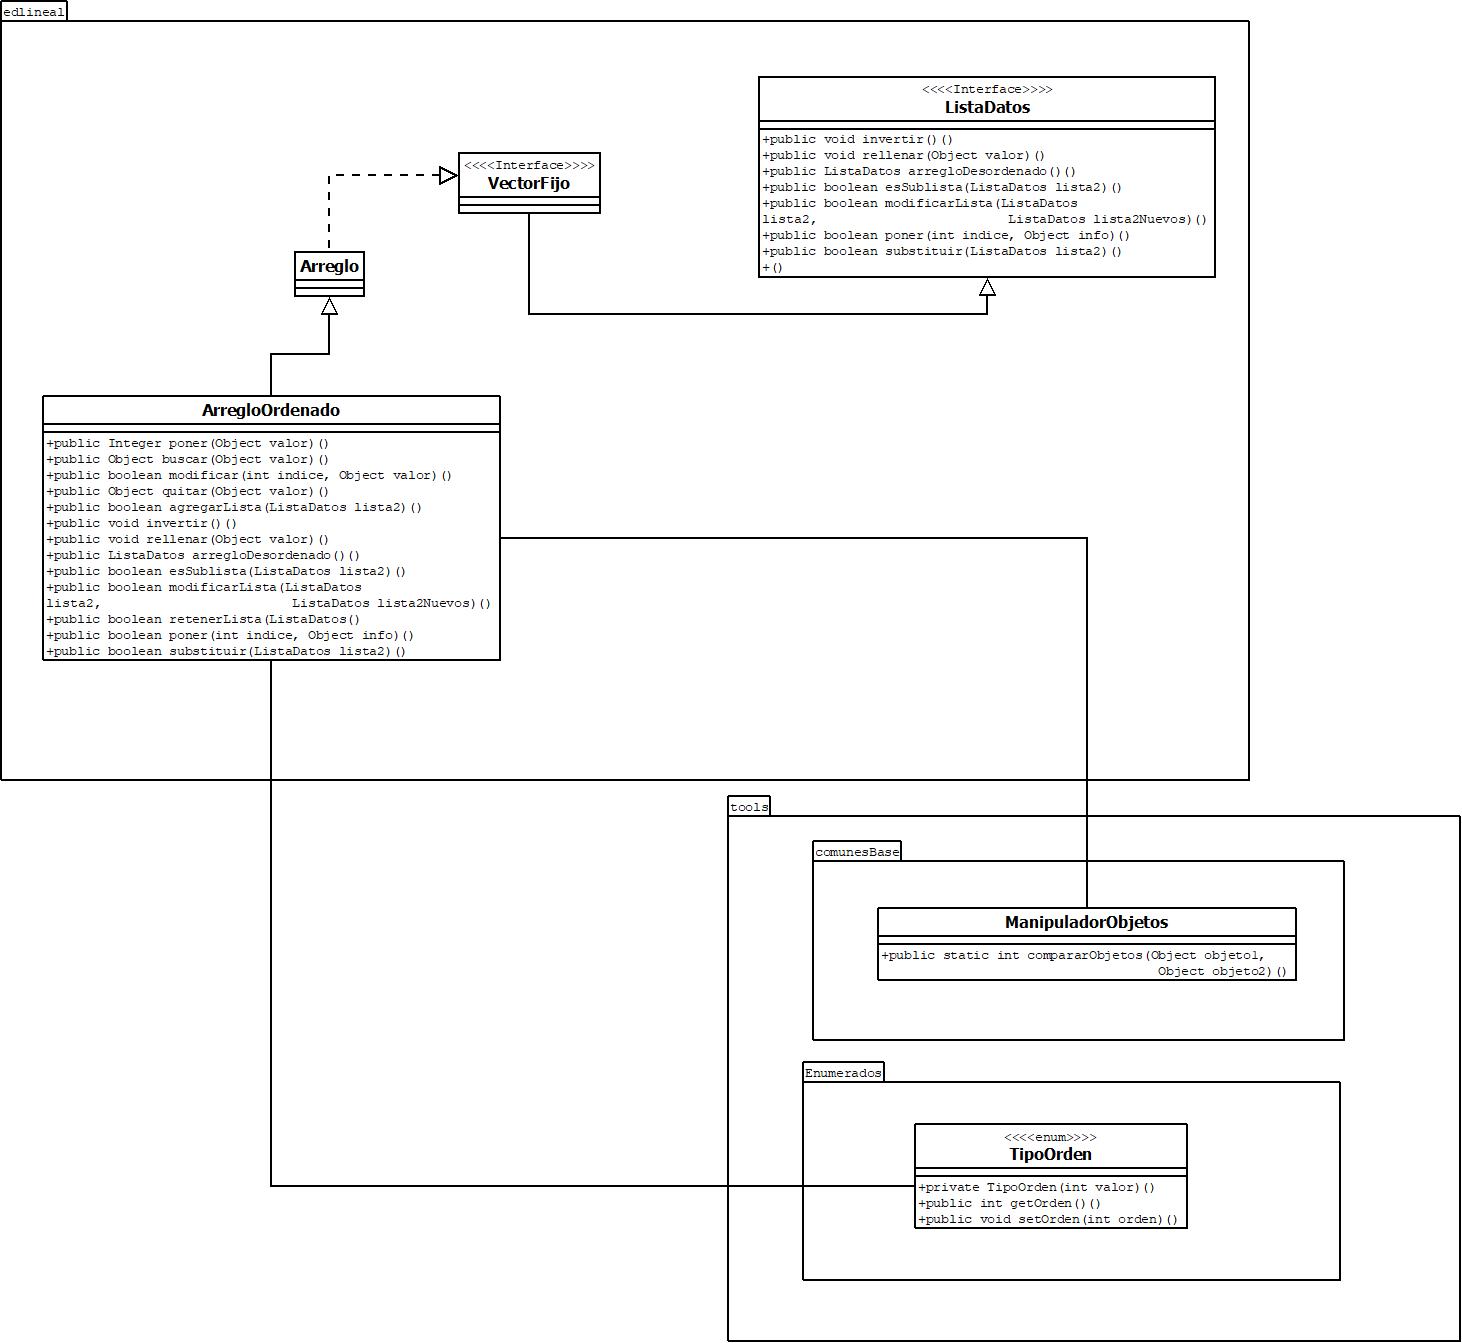 edlineal
<<<<Interface>>>>
ListaDatos
+public void invertir()()
+public void rellenar(Object valor)()
+public ListaDatos arregloDesordenado()()
+public boolean esSublista(ListaDatos lista2)()
+public boolean modificarLista(ListaDatos
lista2, ListaDatos lista2Nuevos)()
+public boolean poner(int indice, Object info)()
+public boolean substituir(ListaDatos lista2)()
+()
<<<<Interface>>>>
VectorFijo
Arreglo
ArregloOrdenado
+public Integer poner(Object valor)()
+public Object buscar(Object valor)()
+public boolean modificar(int indice, Object valor)()
+public Object quitar(Object valor)()
+public boolean agregarLista(ListaDatos lista2)()
+public void invertir()()
+public void rellenar(Object valor)()
+public ListaDatos arregloDesordenado()()
+public boolean esSublista(ListaDatos lista2)()
+public boolean modificarLista(ListaDatos
lista2, ListaDatos lista2Nuevos)()
+public boolean retenerLista(ListaDatos()
+public boolean poner(int indice, Object info)()
+public boolean substituir(ListaDatos lista2)()
tools
comunesBase
ManipuladorObjetos
+public static int compararObjetos(Object objeto1,
Object objeto2)()
Enumerados
<<<<enum>>>>
TipoOrden
+private TipoOrden(int valor)()
+public int getOrden()()
+public void setOrden(int orden)()